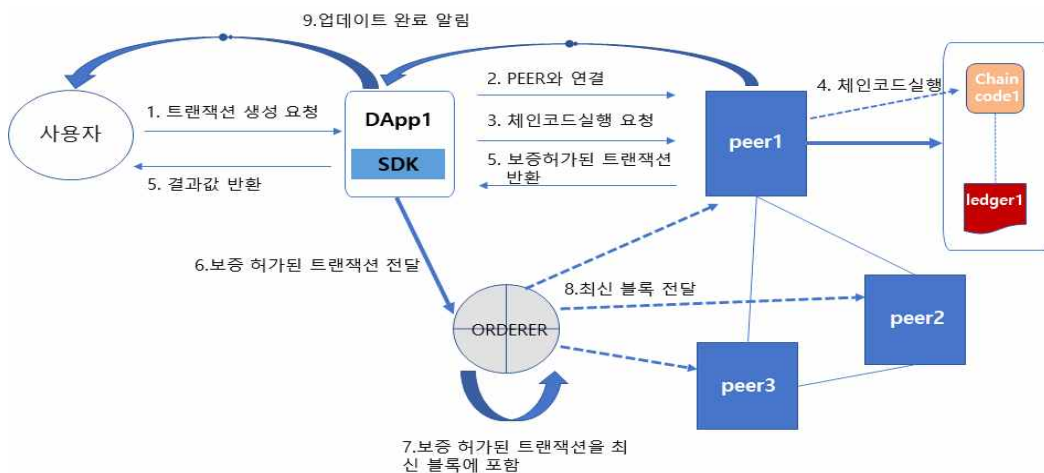 9.업데이트 완료 알림
2. PEER와 연결
4. 체인코드실행
Chain
code1
사용자
1. 트랜잭션 생성 요청
DApp1
SDK
3. 체인코드실행 요청
peer1
5. 보증허가된 트랜잭션
반환
5. 결과값 반환
ledger1
6.보증 허가된 트랜잭션 전달
8.최신 블록 전달
ORDERER
peer2
peer3
7.보증 허가된 트랜잭션을 최
신 블록에 포함